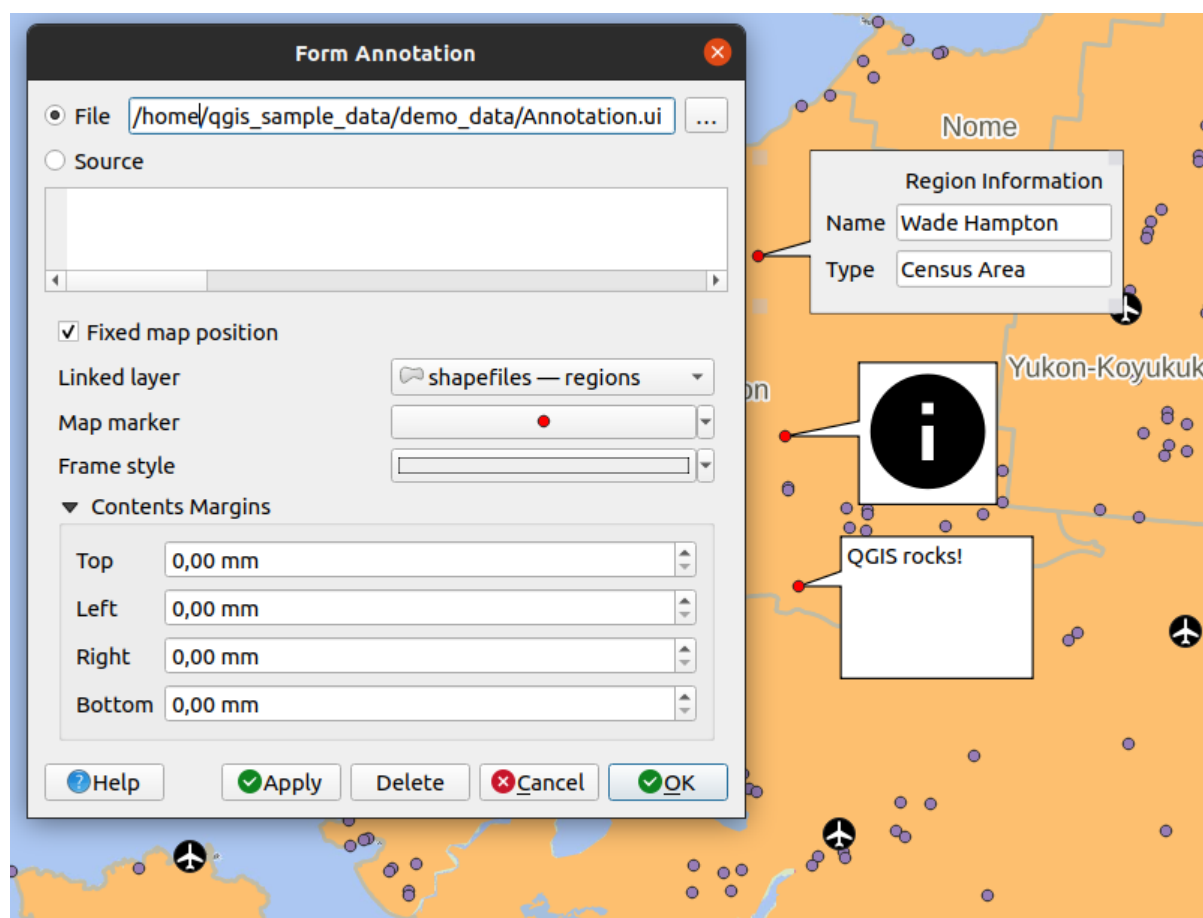 Form Annotation
File
/home/qgis_sample_data/demo_data/Annotation.ui
...
Source
Fixed map position
Linked layer
shapefiles — regions
Map marker
Frame style
Contents Margins
Top
0,00 mm
Left
0,00 mm
Right
0,00 mm
Bottom
0,00 mm
Help
Apply
Delete
Cancel
OK
Nome
Region Information
Name
Wade Hampton
Type
Census Area
Yukon-Koyukuk
on
i
QGIS rocks!